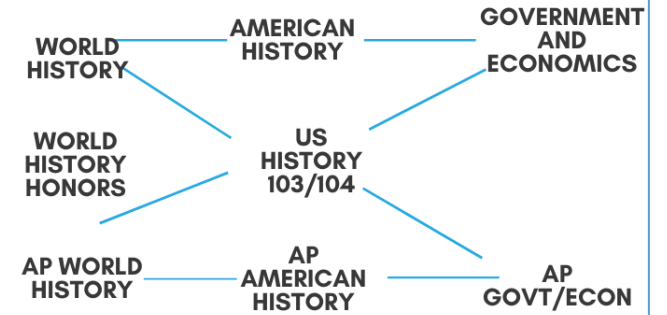 WORLD
HISTORY
AMERICAN
HISTORY
GOVERNMENT
AND
ECONOMICS
WORLD
HISTORY
HONORS
US
HISTORY
103/104
AP WORLD
HISTORY
AP
AMERICAN
HISTORY
AP
GOVT/ECON